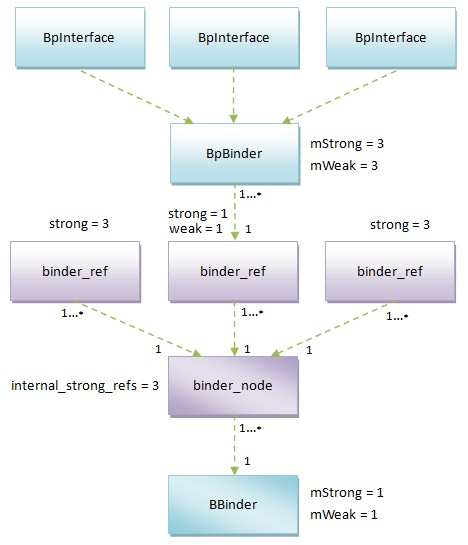 BpInterface
BpInterface
BpInterface
BpBinder
mStrong = 3
mWeak = 3
1...*
strong = 3
strong = 1
weak = 1
1
strong = 3
binder_ref
binder_ref
binder_ref
1...*
1...*
1...*
1
1
1
internal_strong_refs = 3
binder_node
1...*
1
BBinder
mStrong = 1
mWeak = 1